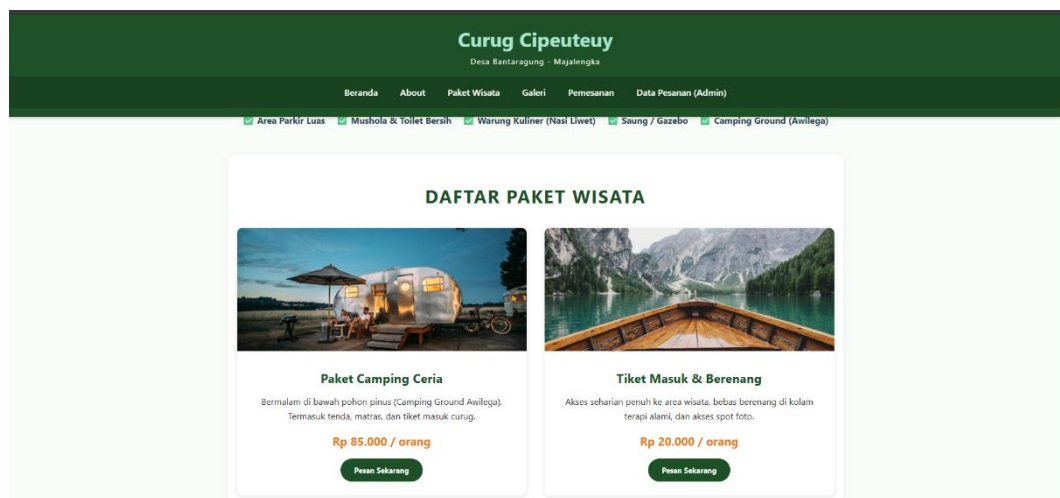 Curug Cipeuteuy
Desa Bantaragung - Majalengka
Beranda About Paket Wisata Galeri Pemesanan Data Pesanan (Admin)
✅ Area Parkir Luas ✅ Mushola & Toilet Bersih ✅ Warung Kuliner (Nasi Liwet) ✅ Saung / Gazebo ✅ Camping Ground (Awilega)
DAFTAR PAKET WISATA
Paket Camping Ceria
Bermalam di bawah pohon pinus (Camping Ground Awilega).
Termasuk tenda, matras, dan tiket masuk curug.
Rp 85.000 / orang
Pesan Sekarang
Tiket Masuk & Berenang
Akses seharian penuh ke area wisata, bebas berenang di kolam
terapi alami, dan akses spot foto.
Rp 20.000 / orang
Pesan Sekarang